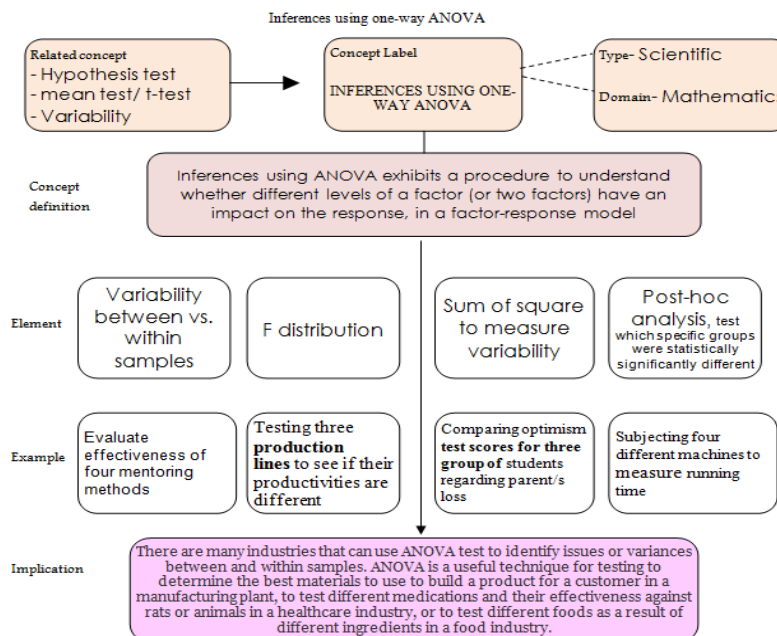 Inferences using one-way ANOVA
Related concept
- Hypothesis test
- mean test/ t-test
- Variability
Concept Label
INFERENCES USING ONE-
WAY ANOVA
Type- Scientific
Domain- Mathematics
Concept
definition
Inferences using ANOVA exhibits a procedure to understand
whether different levels of a factor (or two factors) have an
impact on the response, in a factor-response model
Element
Variability
between vs.
within
samples
F distribution
Sum of square
to measure
variability
Post-hoc
analysis, test
which specific groups
were statistically
significantly different
Example
Evaluate
effectiveness of
four mentoring
methods
Testing three
production
lines to see if their
productivities are
different
Comparing optimism
test scores for three
group of students
regarding parent/s
loss
Subjecting four
different machines to
measure running
time
Implication
There are many industries that can use ANOVA test to identify issues or variances
between and within samples. ANOVA is a useful technique for testing to
determine the best materials to use to build a product for a customer in a
manufacturing plant, to test different medications and their effectiveness against
rats or animals in a healthcare industry, or to test different foods as a result of
different ingredients in a food industry.